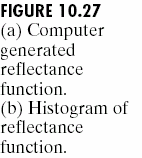 FIGURE 10.27
(a) Computer
generated
reflectance
function.
(b) Histogram of
reflectance
function.